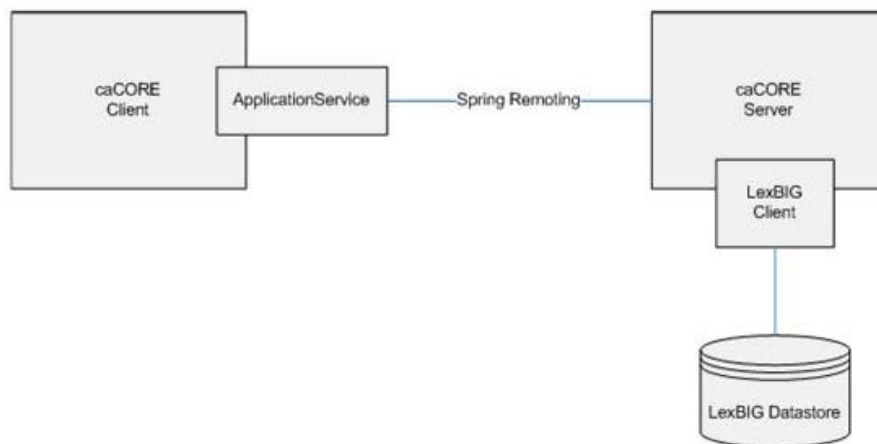 caCORE
Client
ApplicationService
Spring Remoting
caCORE
Server
LexBIG
Client
LexBIG Datastore